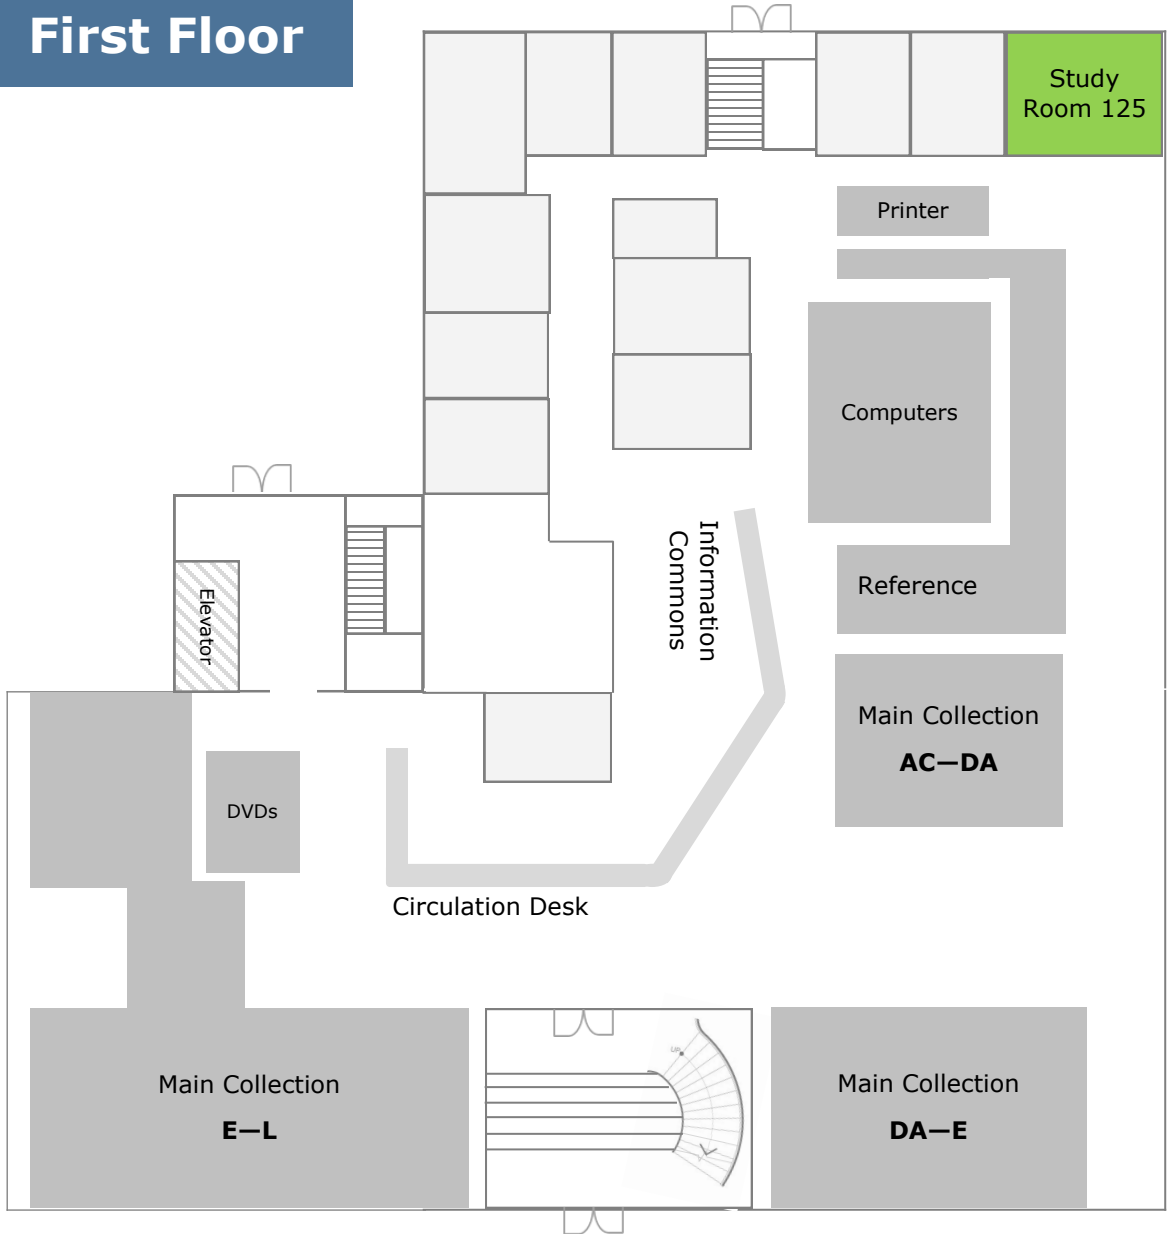 First Floor
Study
Room 125
Printer
Computers
Information
Commons
Elevator
Reference
Main Collection
AC—DA
DVDs
Circulation Desk
UP
Main Collection
E—L
Main Collection
DA—E